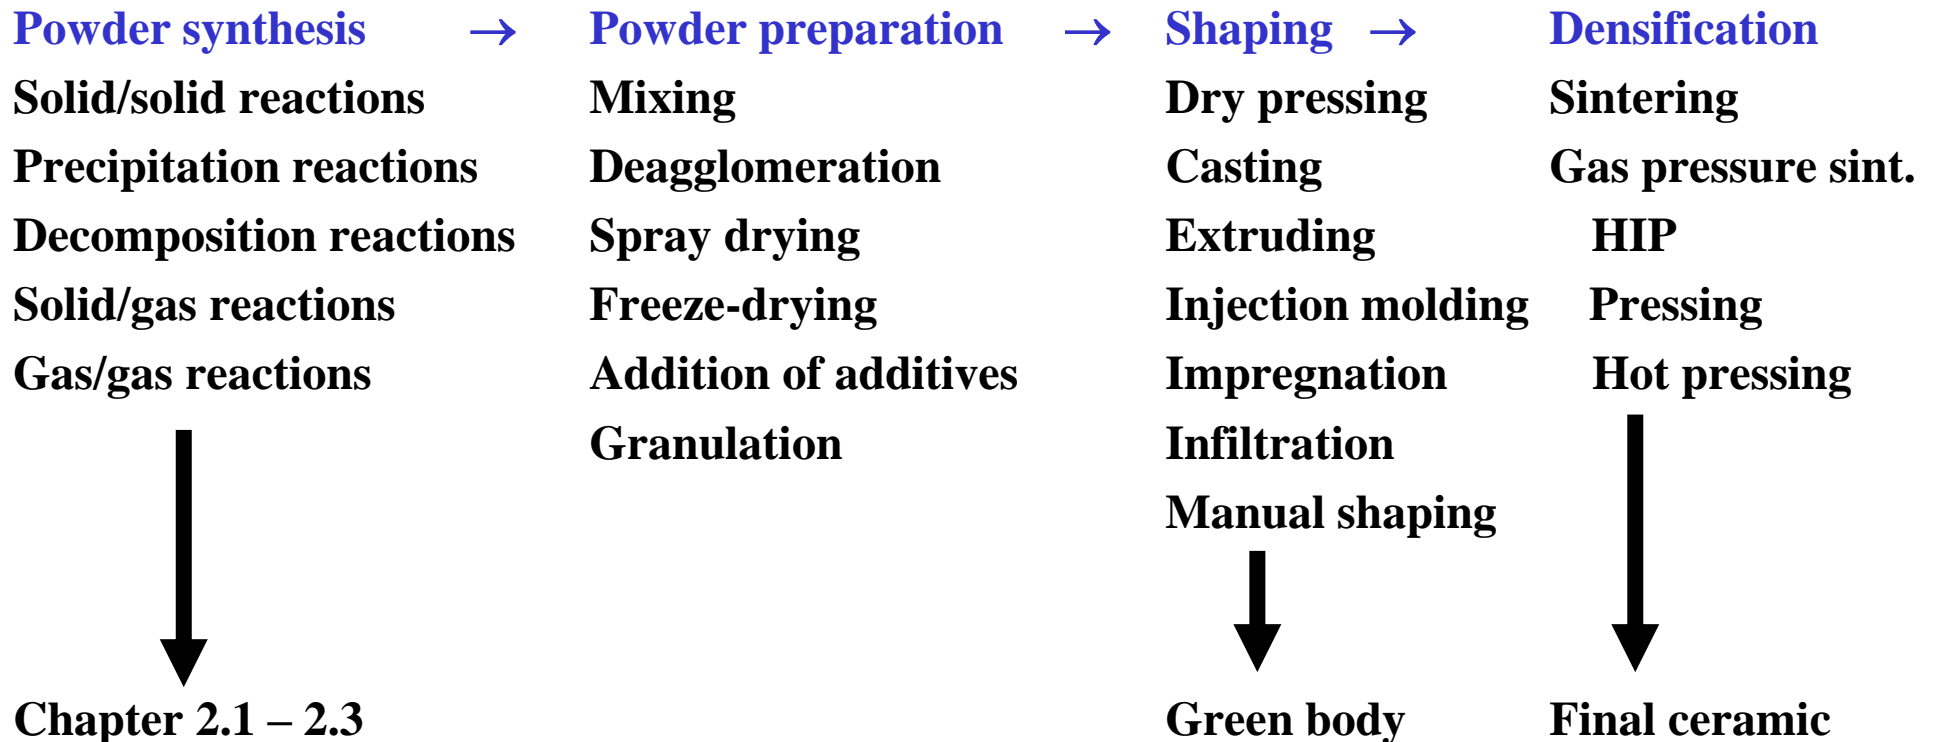 Powder synthesis → Powder preparation → Shaping → Densification
Solid/solid reactions Mixing Dry pressing Sintering
Precipitation reactions Deagglomeration Casting Gas pressure sint.
Decomposition reactions Spray drying Extruding HIP
Solid/gas reactions Freeze-drying Injection molding Pressing
Gas/gas reactions Addition of additives Impregnation Hot pressing
Granulation Infiltration
Manual shaping
Chapter 2.1 – 2.3 Green body Final ceramic